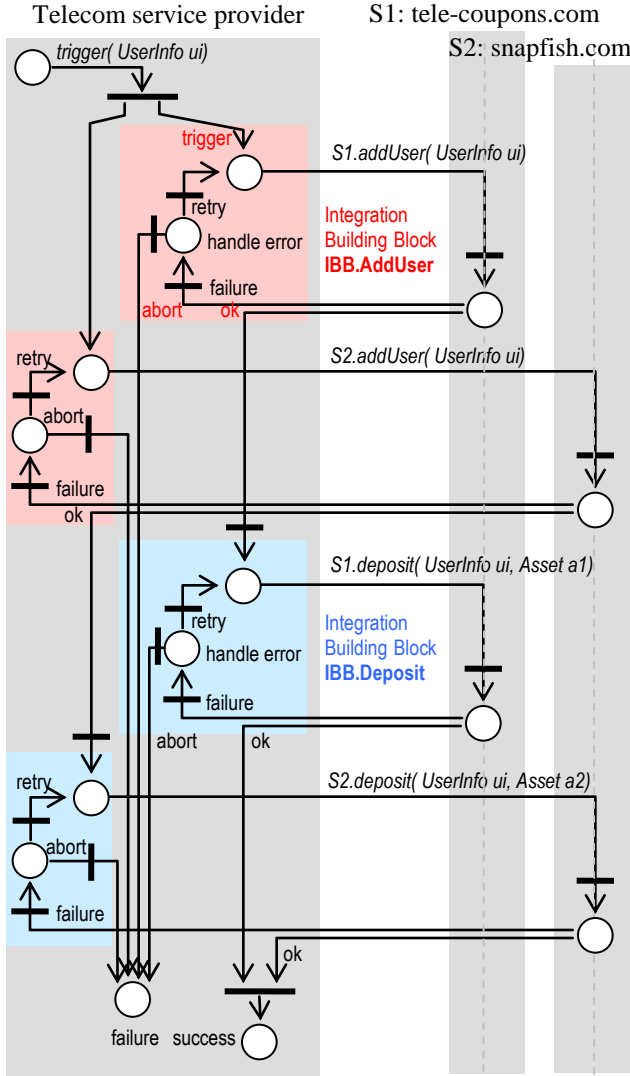 Telecom service provider
S1: tele-coupons.com
S2: snapfish.com
trigger( UserInfo ui)
trigger
S1.addUser( UserInfo ui)
retry
Integration
Building Block
IBB.AddUser
handle error
failure
abort
ok
S2.addUser( UserInfo ui)
retry
abort
failure
ok
S1.deposit( UserInfo ui, Asset a1)
retry
Integration
Building Block
IBB.Deposit
handle error
failure
abort
ok
S2.deposit( UserInfo ui, Asset a2)
retry
abort
failure
ok
failure
success